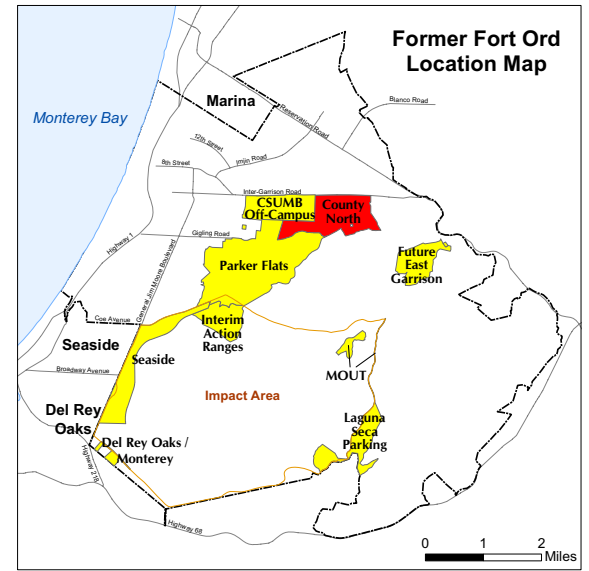 Former Fort Ord
Location Map
Marina
Blanco Road
Reservation Road
Monterey Bay
12th Street
Imjin Road
8th Street
Inter-Garrison Road
CSUMB
Off-Campus
County
North
Gigling Road
Highway 1
General Jim Moore Boulevard
Parker Flats
Future
East
Garrison
Coe Avenue
Interim
Action
Ranges
Seaside
Seaside
Broadway Avenue
MOUT
Impact Area
Del Rey
Oaks
Laguna
Seca
Parking
Del Rey Oaks /
Monterey
Highway 218
Highway 68
0 1 2
Miles